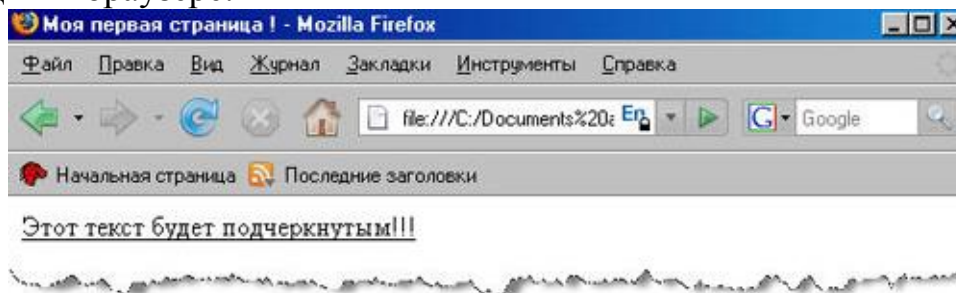 браузере.
Моя первая страница ! - Mozilla Firefox
Файл Правка Вид Журнал Закладки Инструменты Справка
file:///C:/Documents%20a En G Google
Начальная страница Последние заголовки
Этот текст будет подчеркнутым!!!